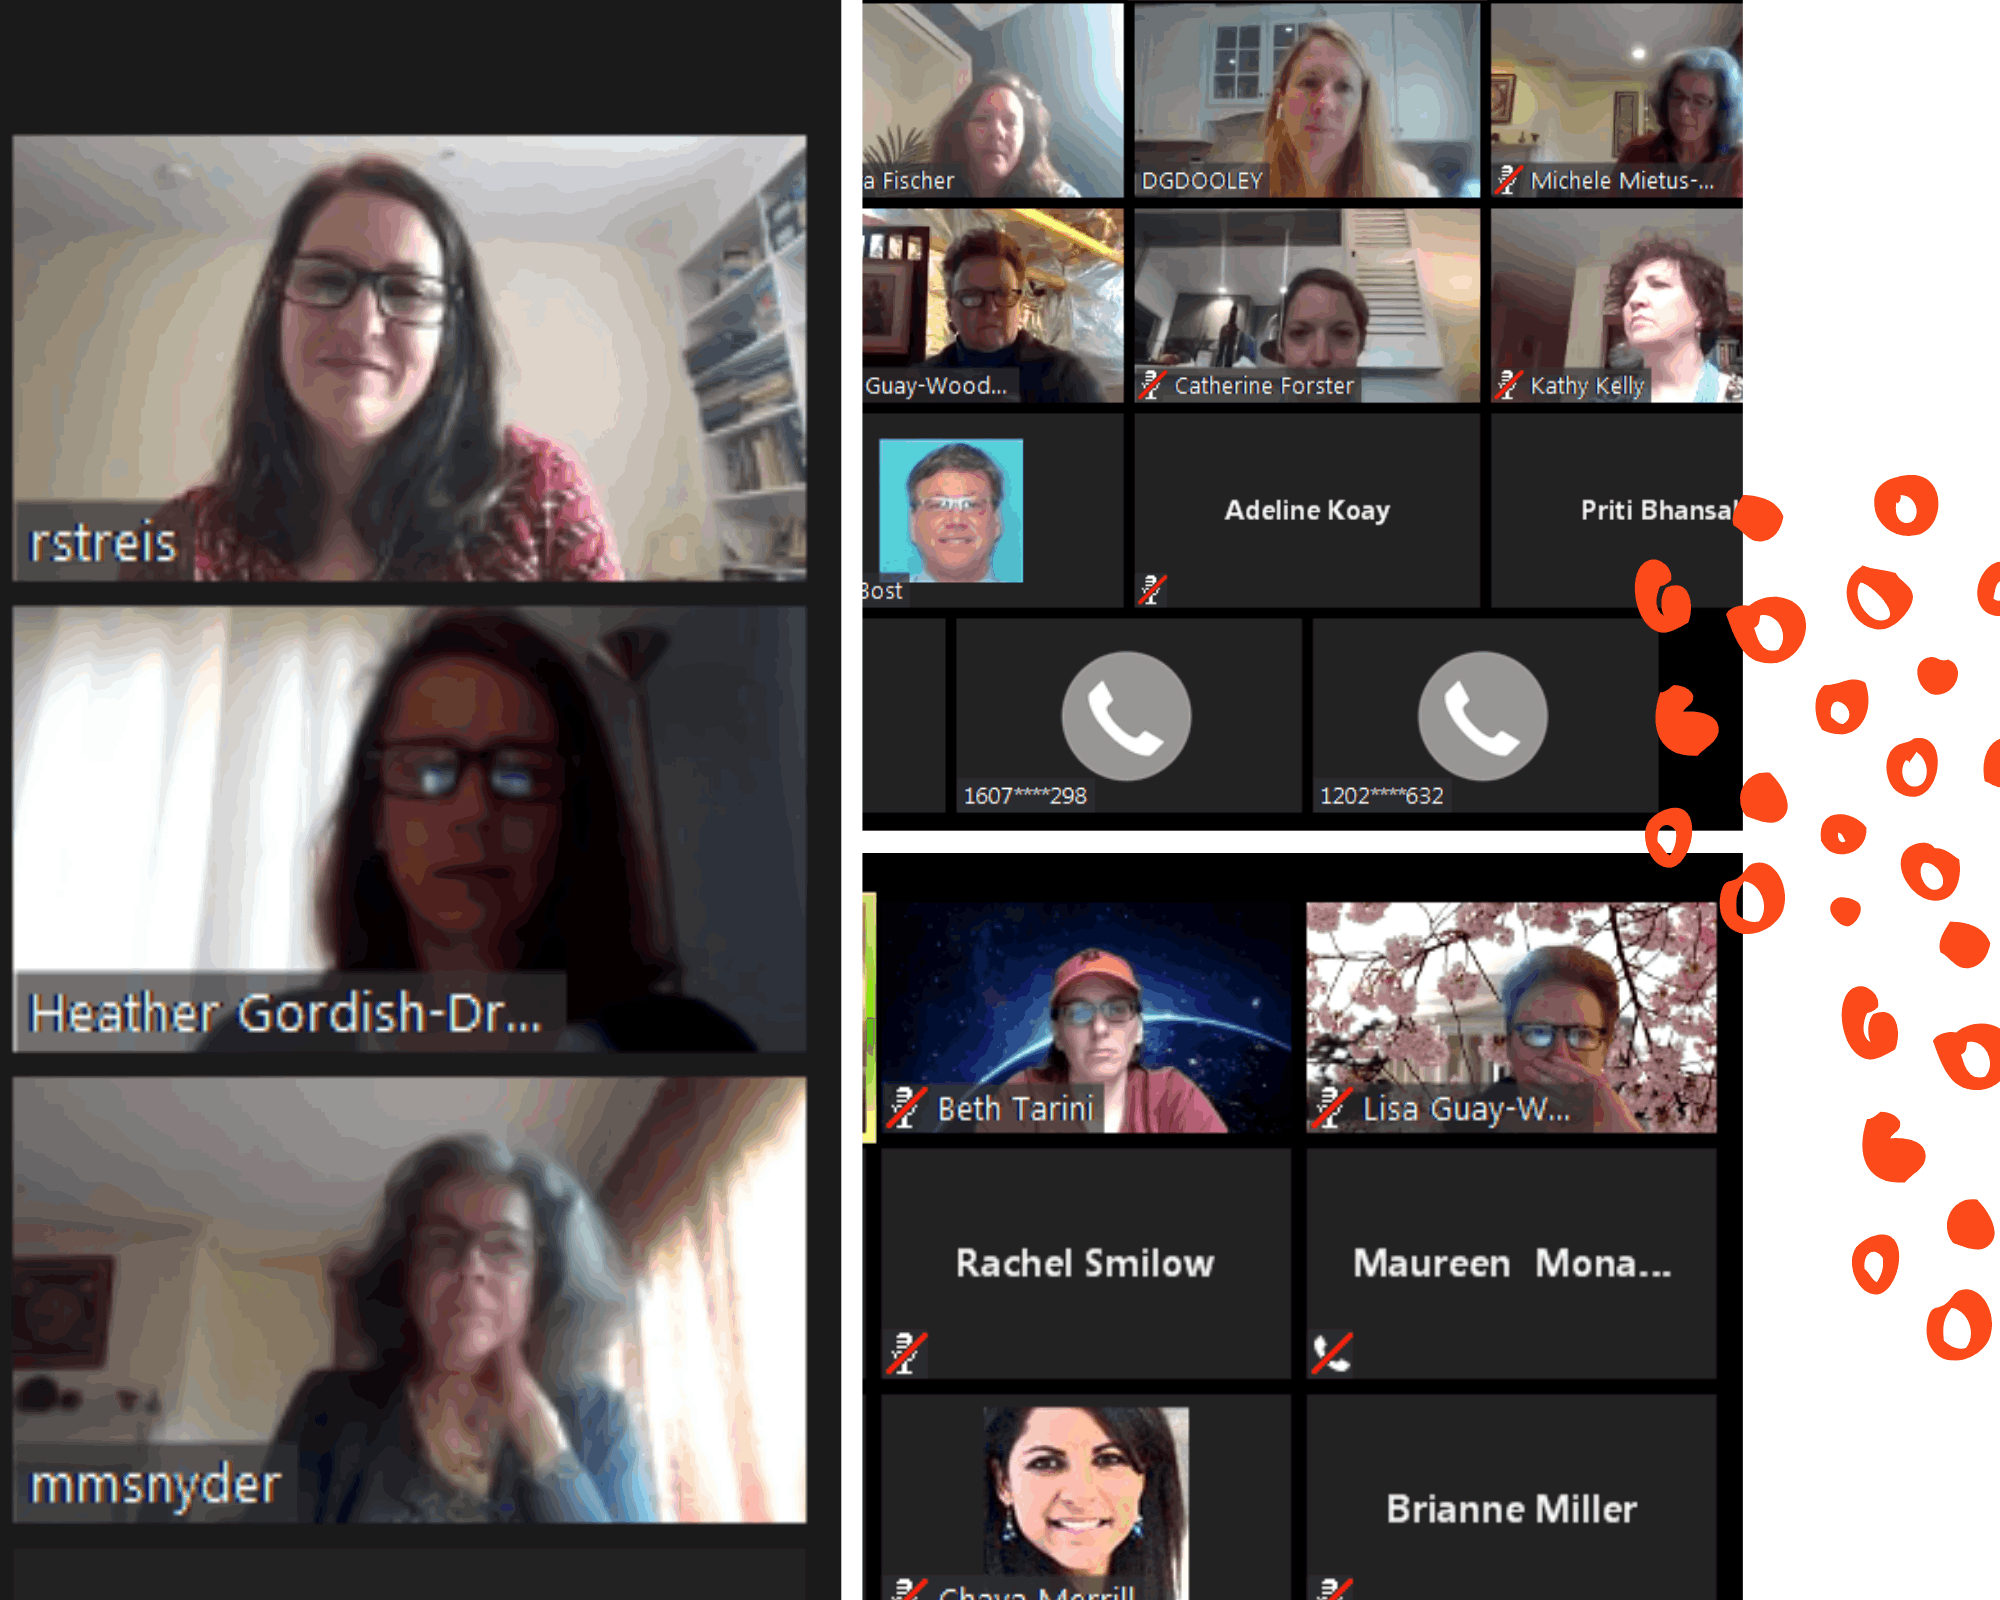 rstreis
Heather Gordish-Dr...
mmsnyder
a Fischer
DGDOOLEY
Michele Mietus-...
Guay-Wood...
Catherine Forster
Kathy Kelly
Bost
Adeline Koay
Priti Bhansal
1607****298
1202****632
Beth Tarini
Lisa Guay-W...
Rachel Smilow
Maureen Mona...
Chaya Merrill
Brianne Miller